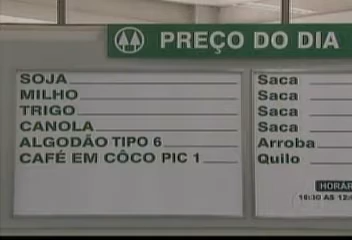 PREÇO DO DIA
SOJA Saca
MILHO Saca
TRIGO Saca
CANOLA Saca
ALGODÃO TIPO 6 Arroba
CAFÉ EM CÔCO PIC 1 Quilo
HORÁR